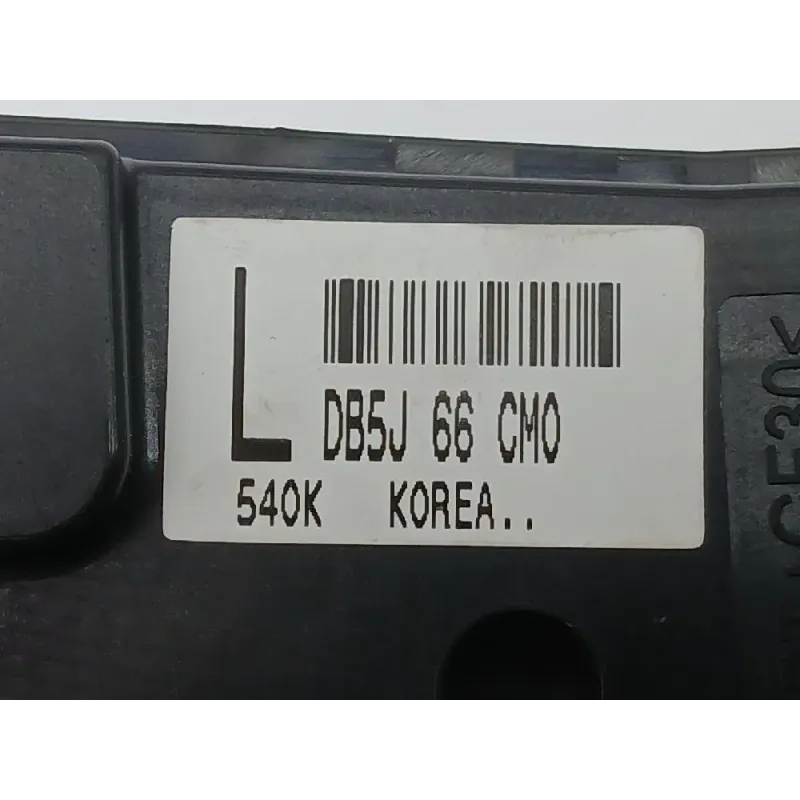 L
DB5J 66 CM0
540K KOREA..